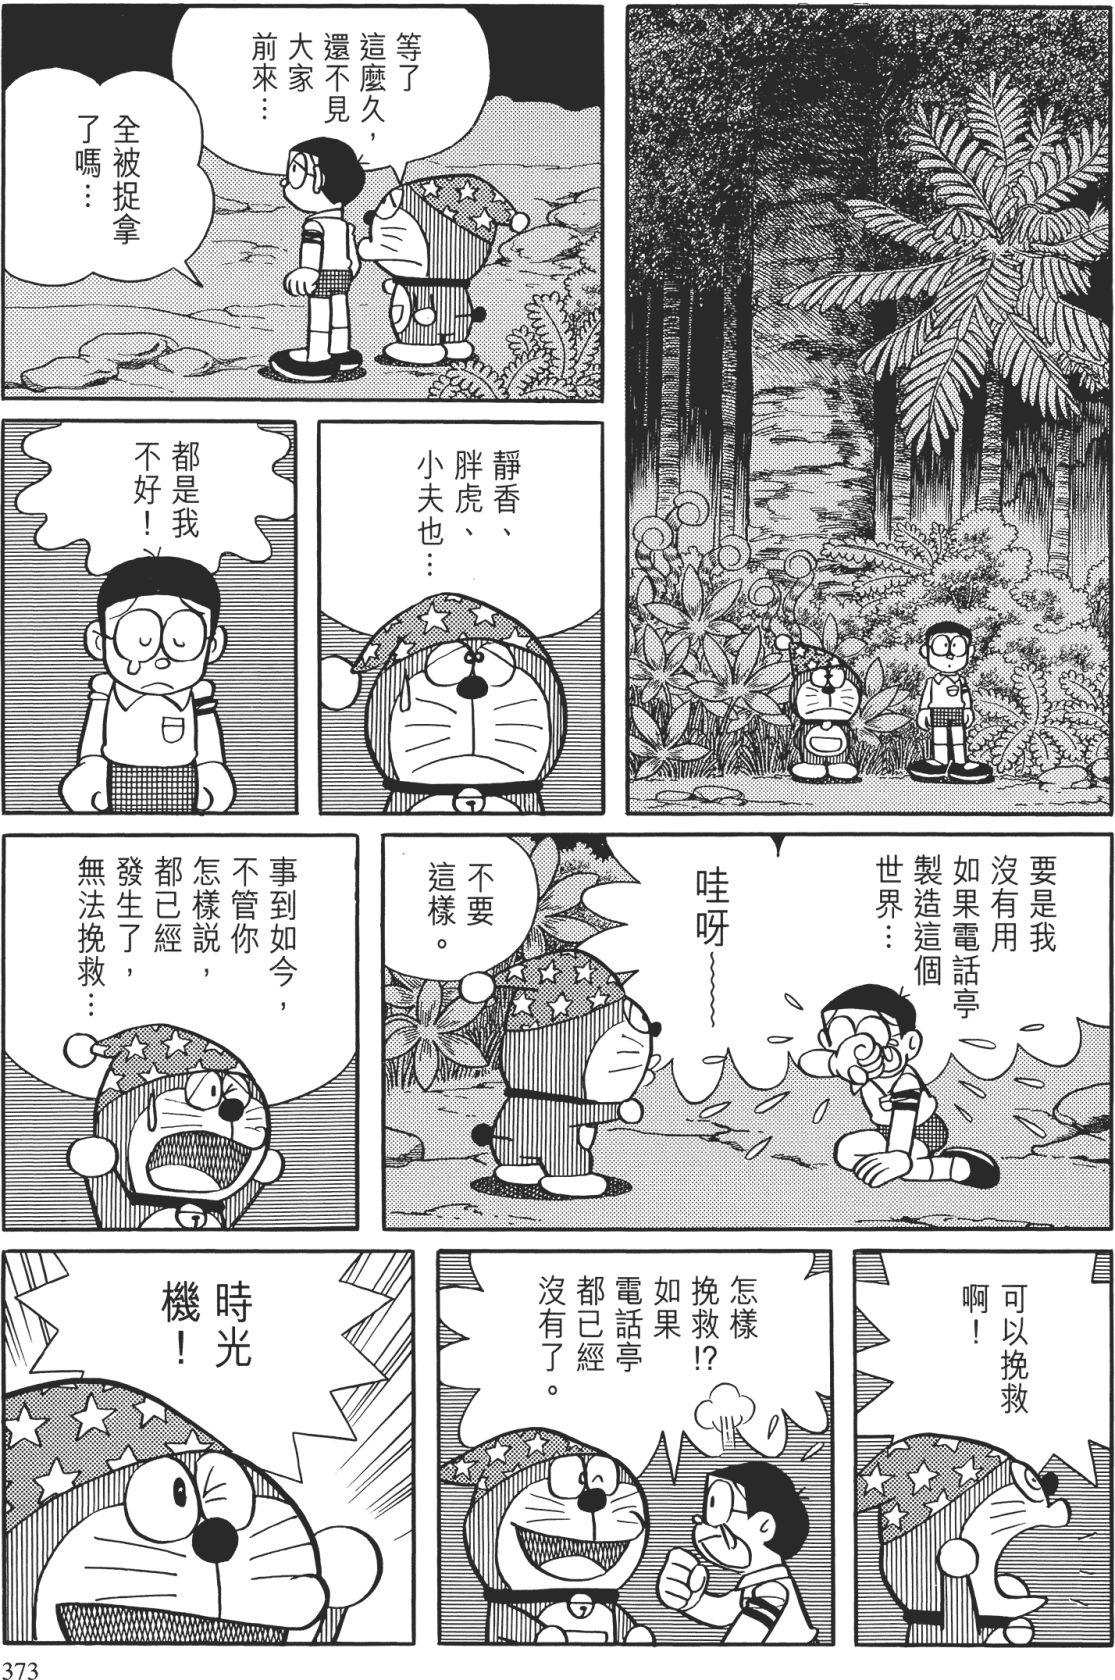 等了
這麼久，
還不見
大家
前來…
全被捉拿
了嗎…
靜香、
胖虎、
小夫也…
都是我
不好！
要是我
沒有用
如果電話亭
製造這個
世界…
哇呀～
不要
這樣。
事到如今，
不管你
怎樣說，
都已經
發生了，
無法挽救…
可以挽救
啊！
怎樣
挽救!?
如果
電話亭
都已經
沒有了。
時光
機！
373